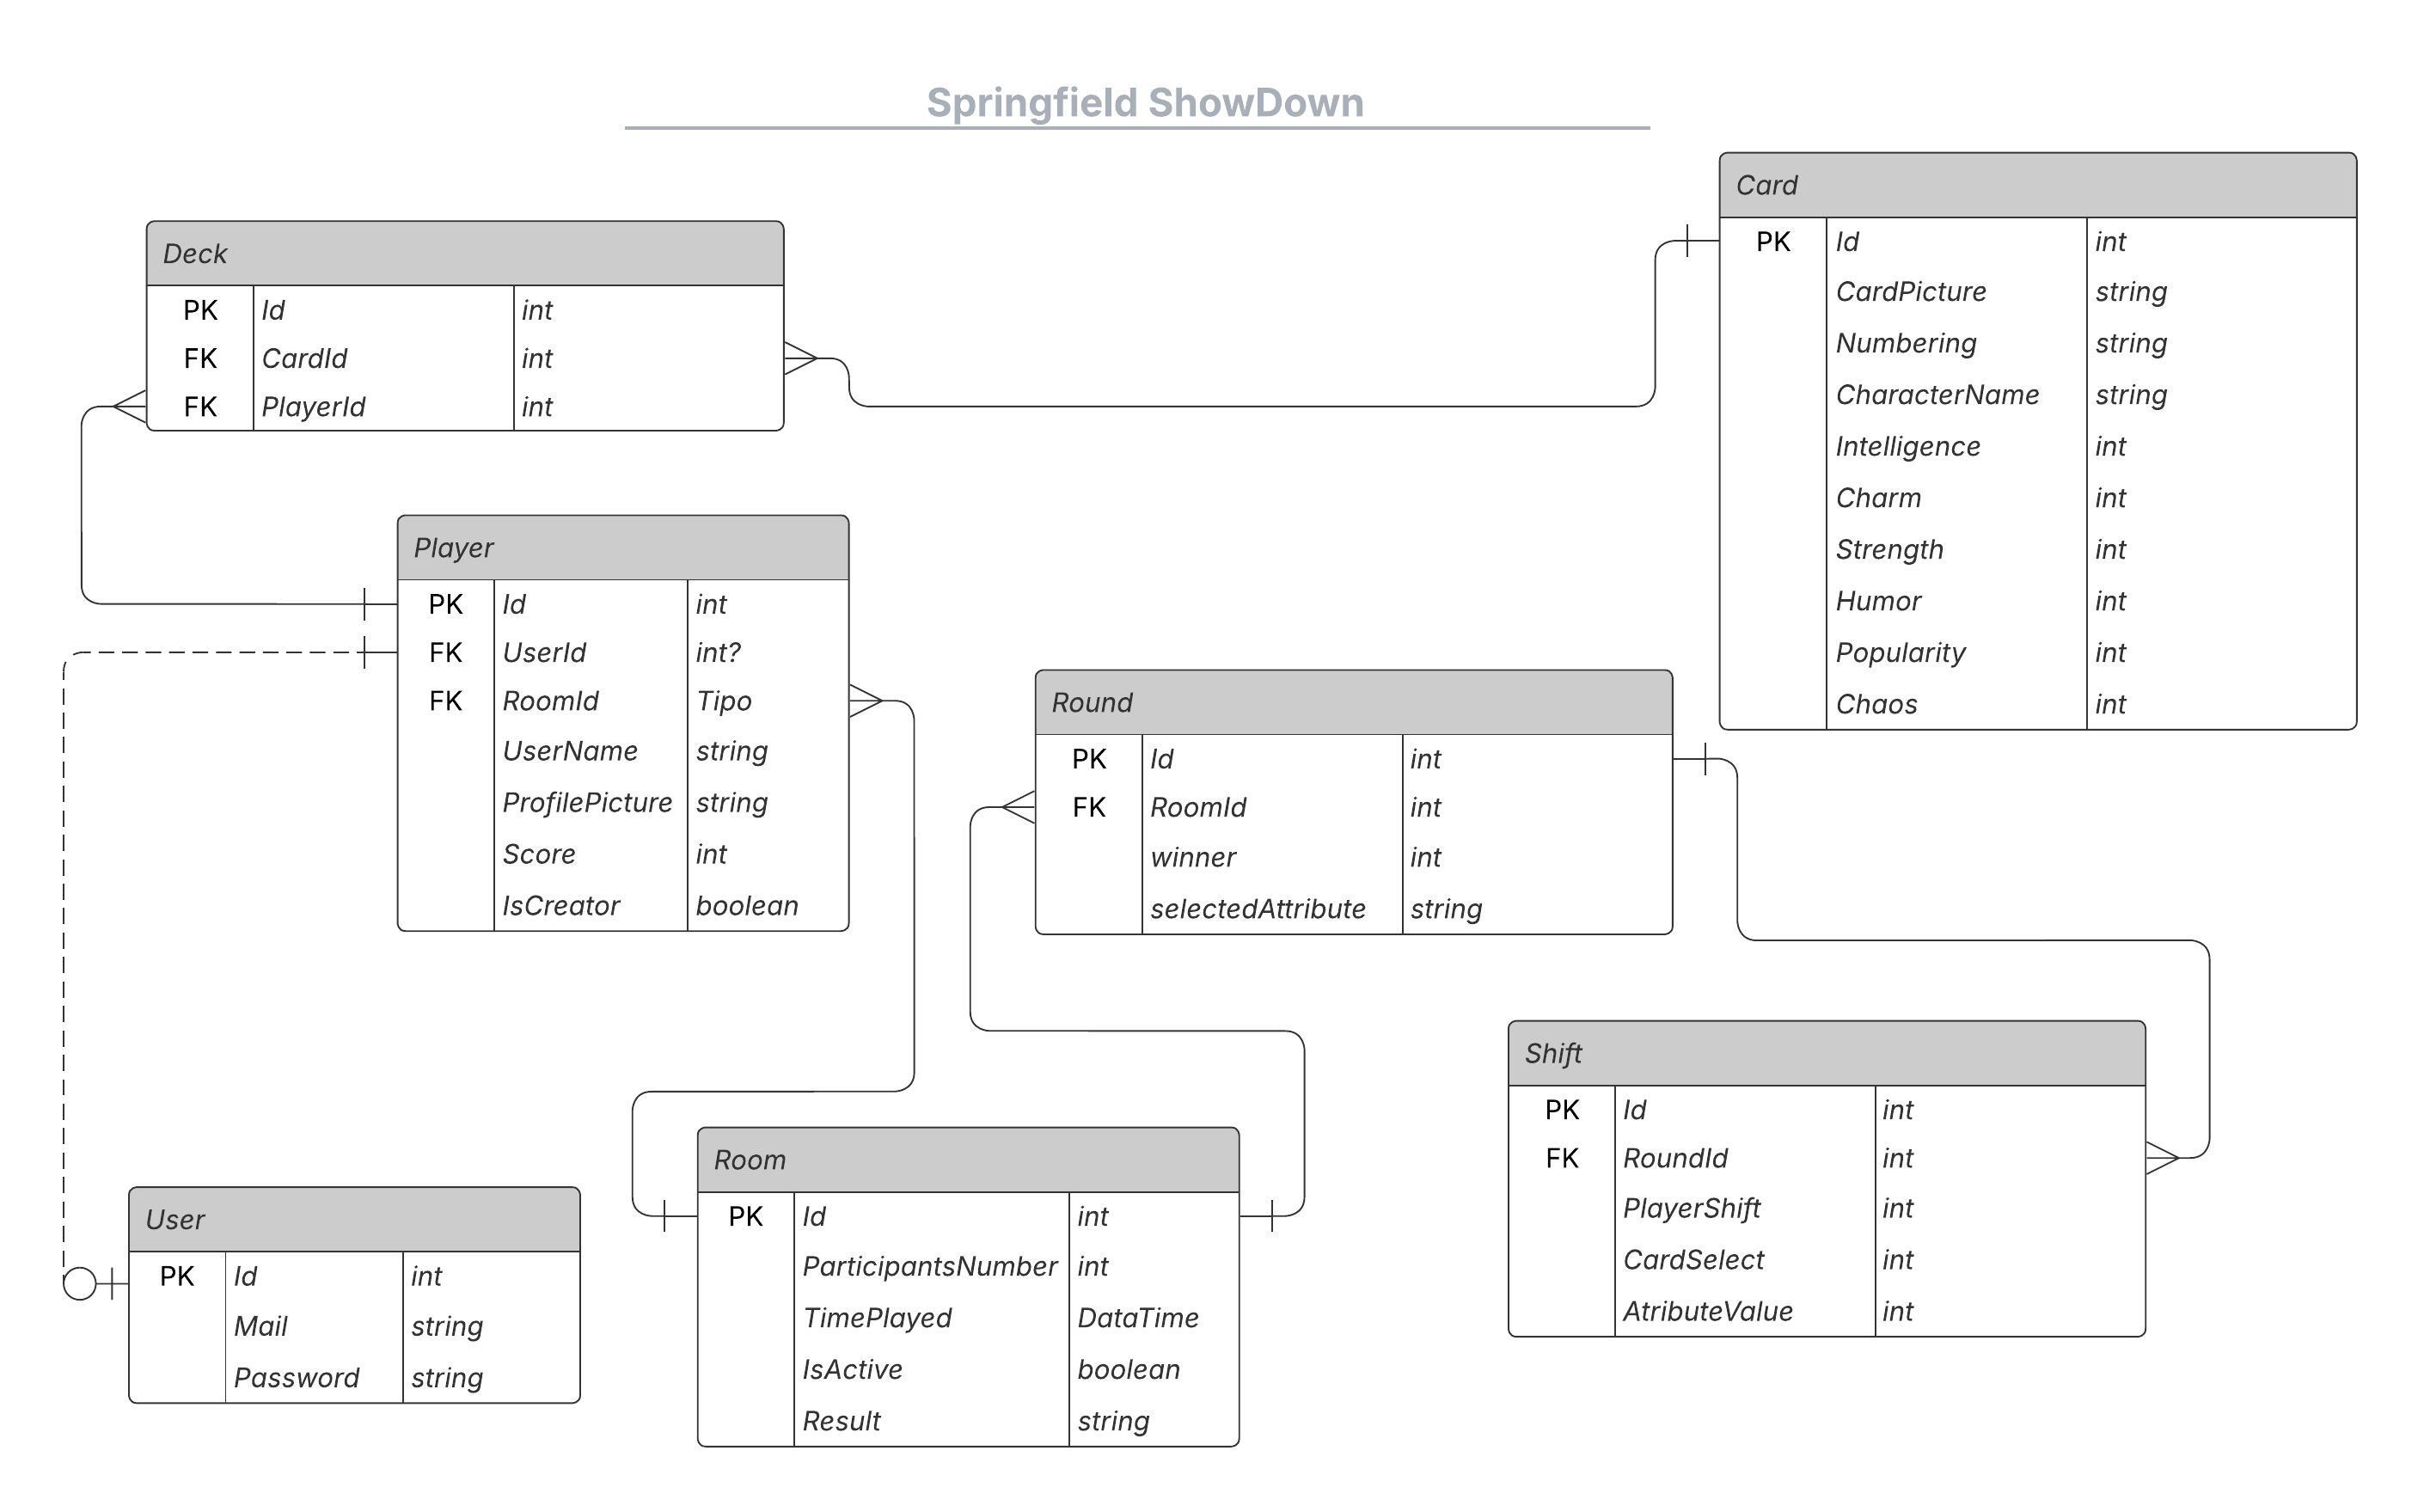 Springfield ShowDown
Card
PK Id int
CardPicture string
Numbering string
CharacterName string
Intelligence int
Charm int
Strength int
Humor int
Popularity int
Chaos int
Deck
PK Id int
FK CardId int
FK PlayerId int
Player
PK Id int
FK UserId int?
FK RoomId Tipo
UserName string
ProfilePicture string
Score int
IsCreator boolean
Round
PK Id int
FK RoomId int
winner int
selectedAttribute string
Shift
PK Id int
FK RoundId int
PlayerShift int
CardSelect int
AtributeValue int
Room
PK Id int
ParticipantsNumber int
TimePlayed DataTime
IsActive boolean
Result string
User
PK Id int
Mail string
Password string